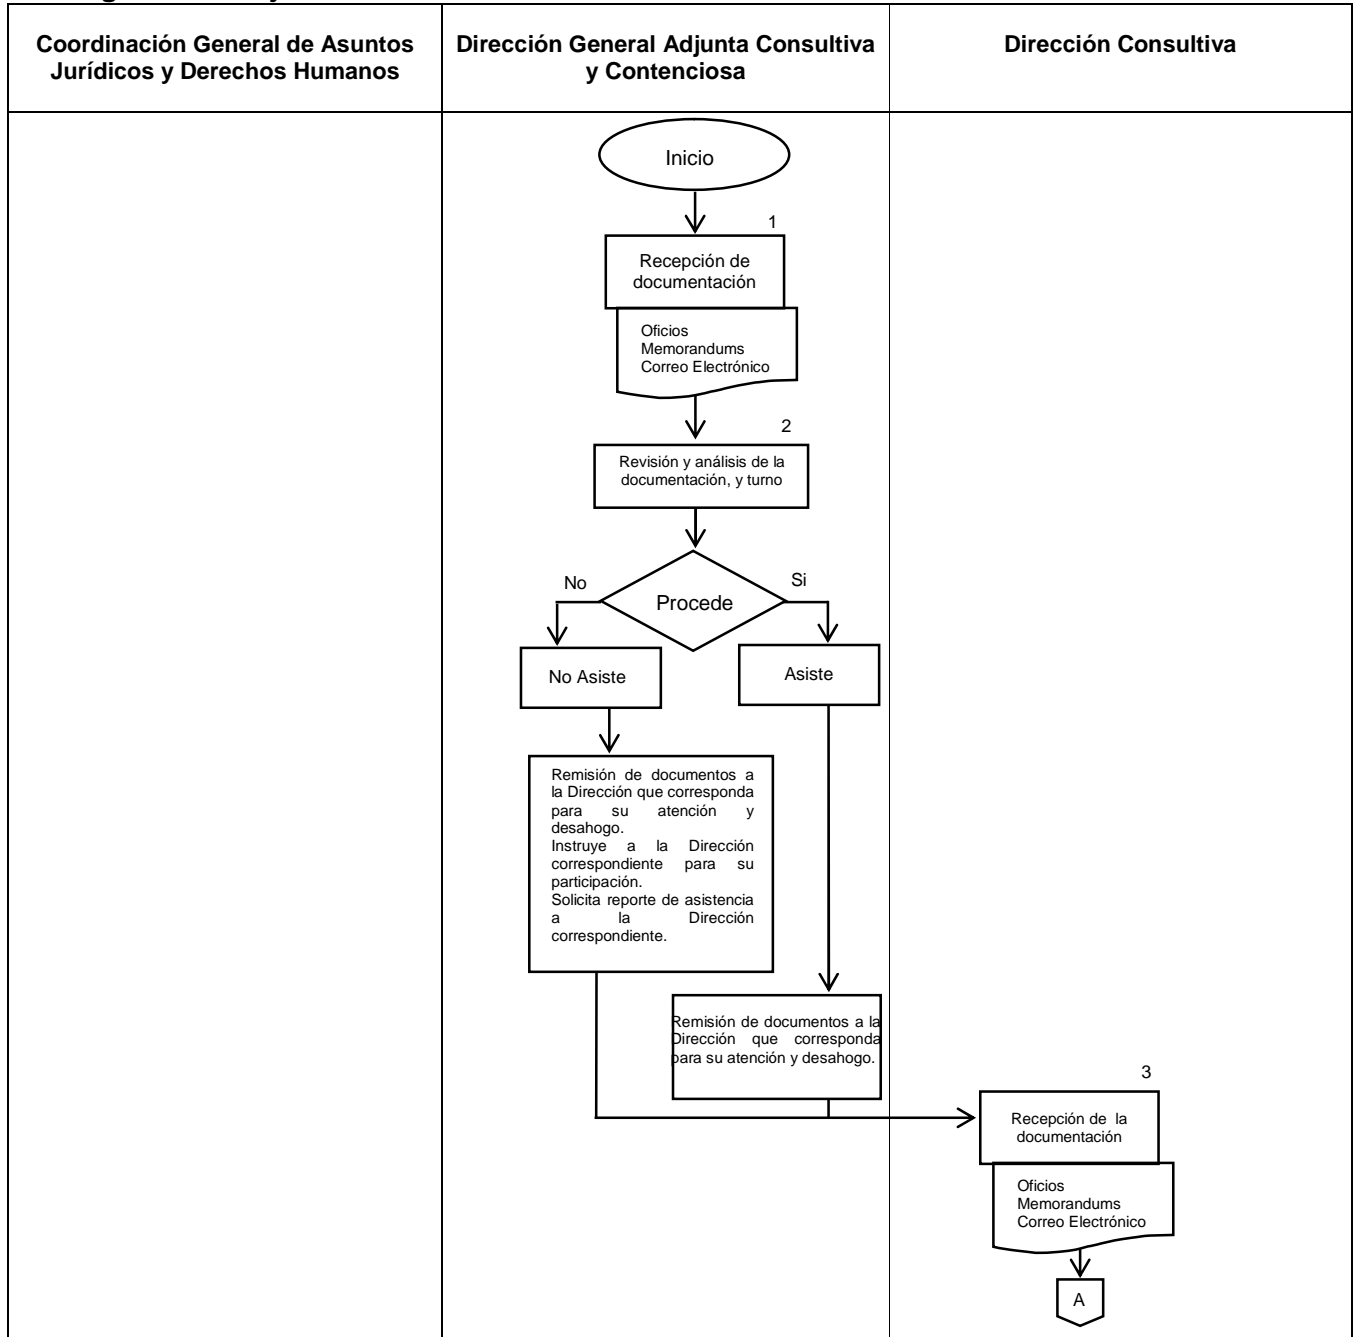 Coordinación General de Asuntos
Jurídicos y Derechos Humanos
Dirección General Adjunta Consultiva
y Contenciosa
Dirección Consultiva
Inicio
1
Recepción de
documentación
Oficios
Memorandums
Correo Electrónico
2
Revisión y análisis de la
documentación, y turno
No
Si
Procede
No Asiste
Asiste
Remisión de documentos a
la Dirección que corresponda
para su atención y
desahogo.
Instruye a la Dirección
correspondiente para su
participación.
Solicita reporte de asistencia
a la Dirección
correspondiente.
Remisión de documentos a la
Dirección que corresponda
para su atención y desahogo.
3
Recepción de la
documentación
Oficios
Memorandums
Correo Electrónico
A